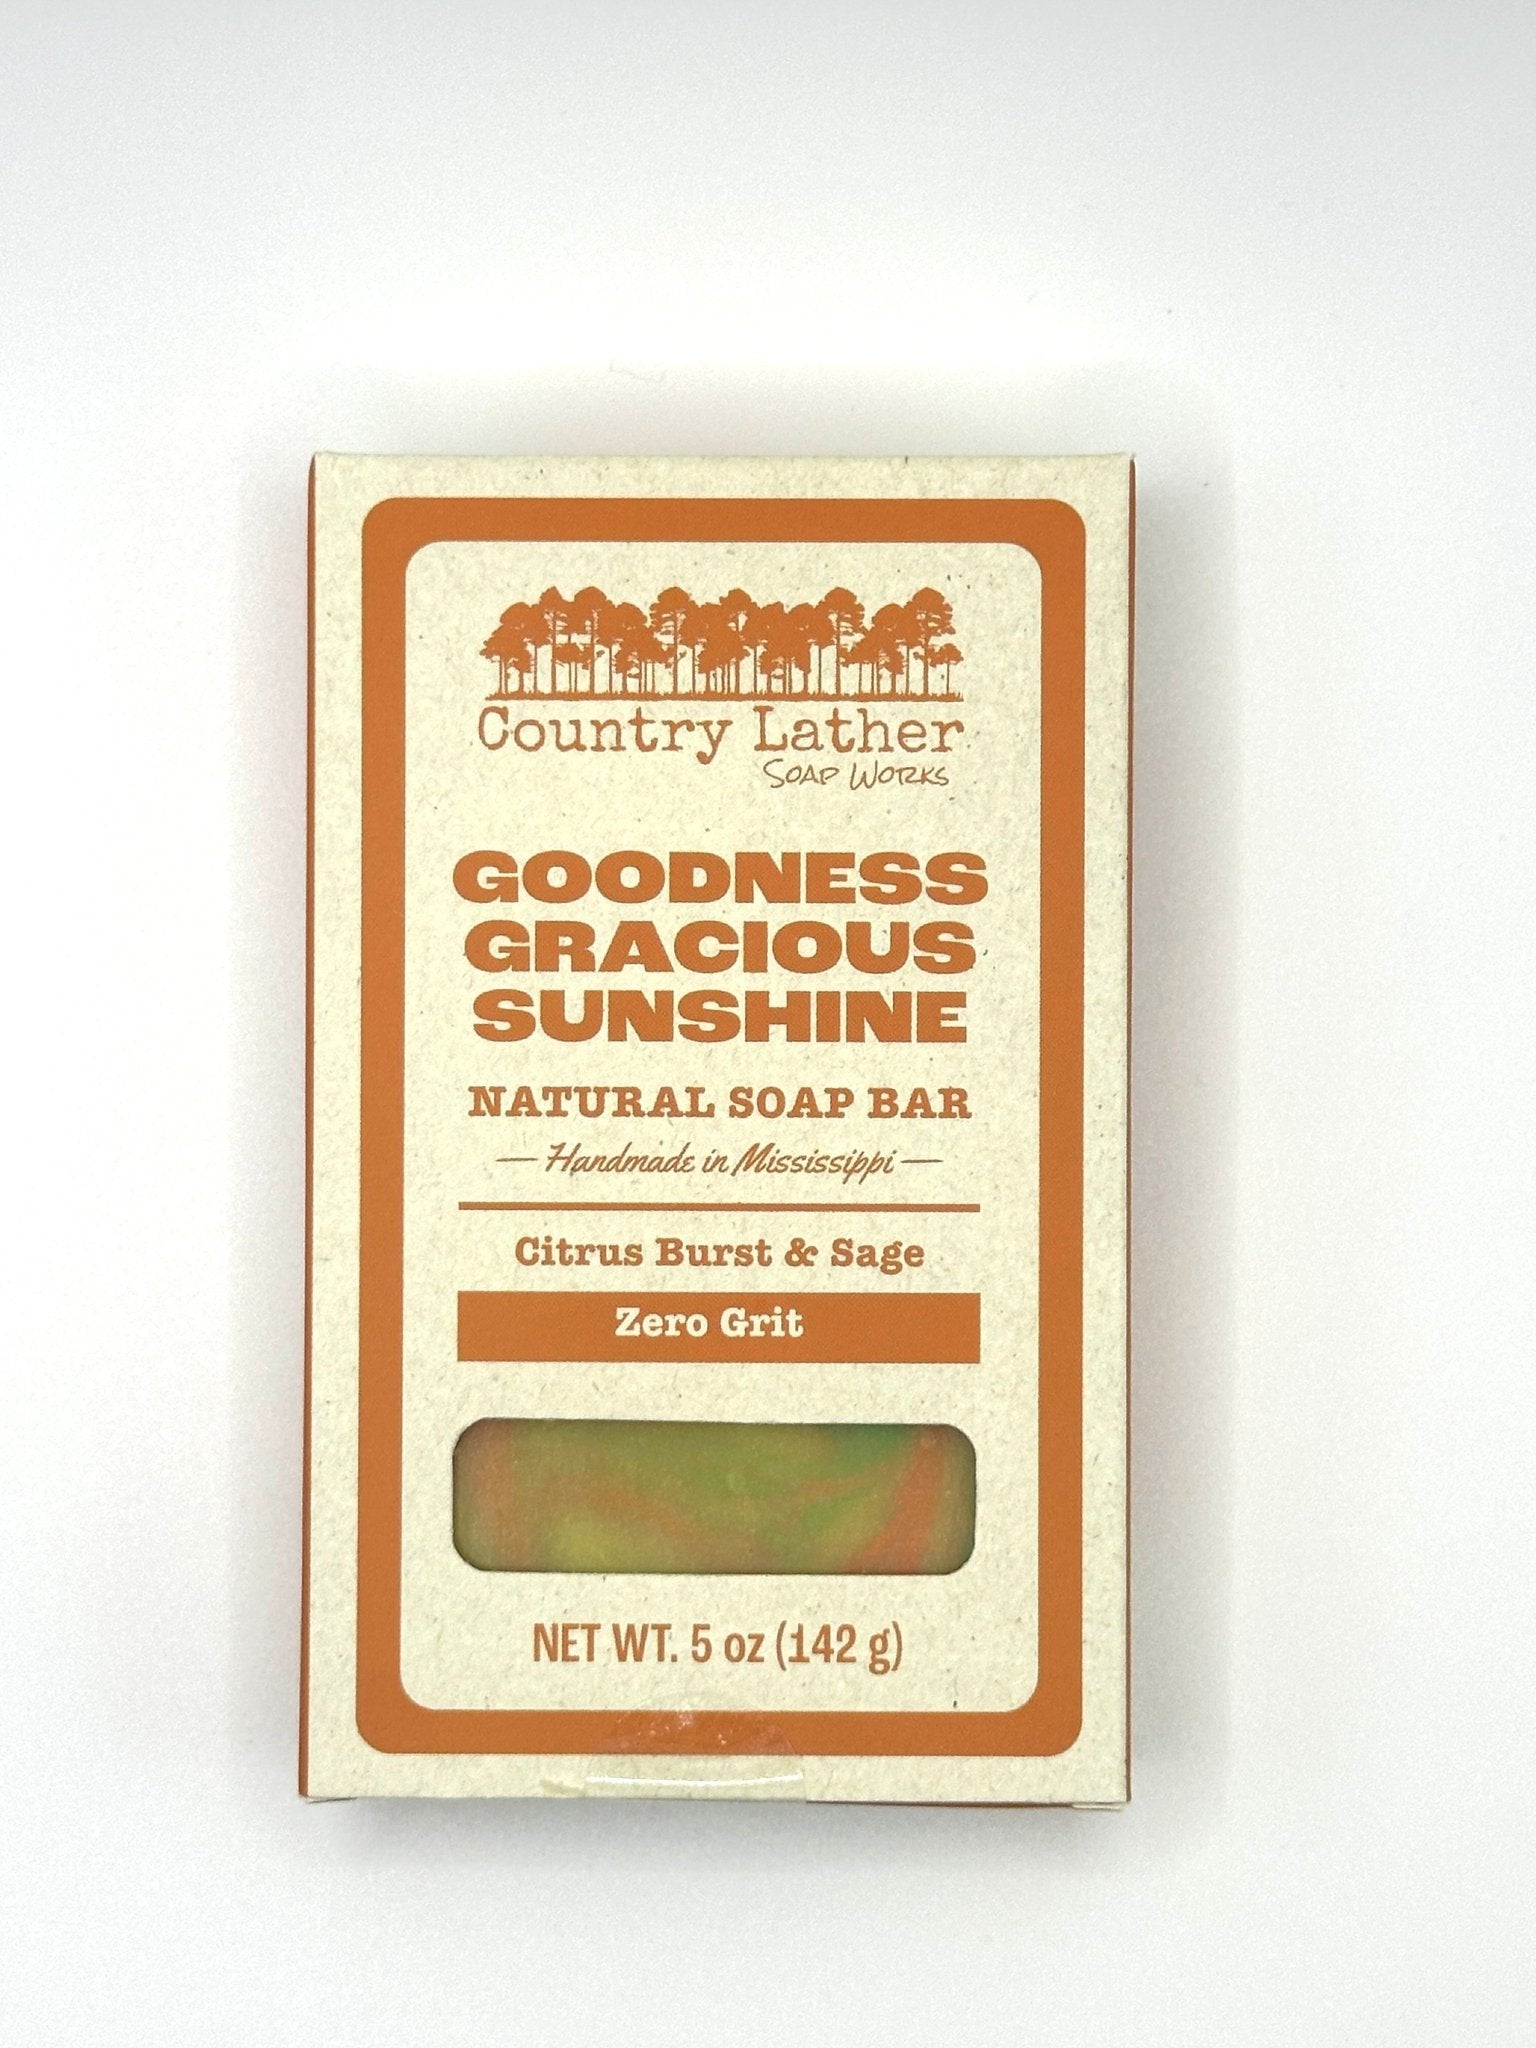 Country Lather
Soap Works
GOODNESS
GRACIOUS
SUNSHINE
NATURAL SOAP BAR
— Handmade in Mississippi —
Citrus Burst & Sage
Zero Grit
NET WT. 5 oz (142 g)